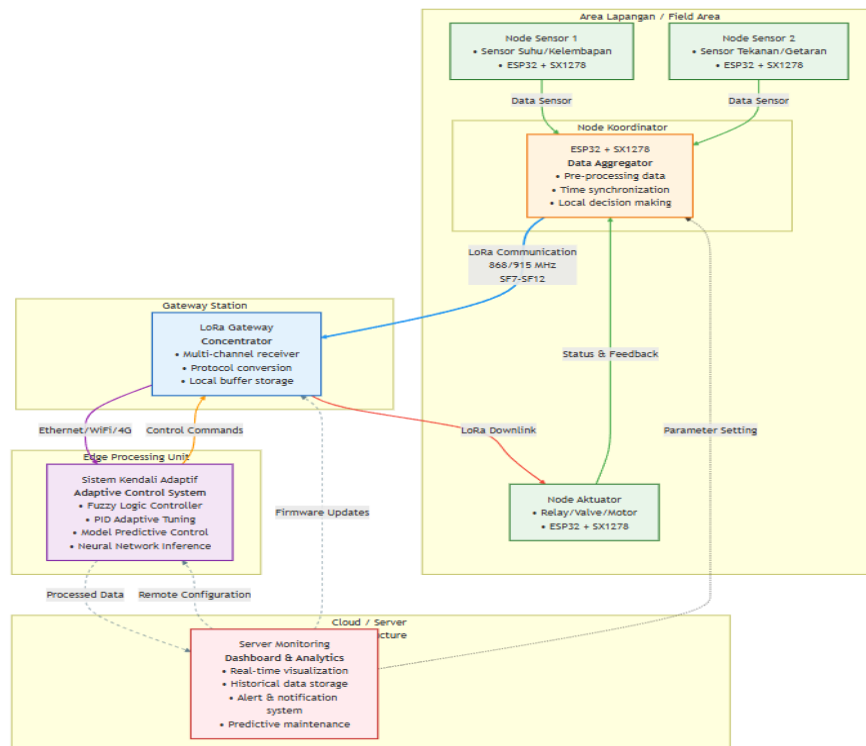 Area Lapangan / Field Area
Node Sensor 1
• Sensor Suhu/Kelembapan
• ESP32 + SX1278
Node Sensor 2
• Sensor Tekanan/Getaran
• ESP32 + SX1278
Data Sensor
Data Sensor
Node Koordinator
ESP32 + SX1278
Data Aggregator
• Pre-processing data
• Time synchronization
• Local decision making
LoRa Communication
868/915 MHz
SF7-SF12
Gateway Station
LoRa Gateway
Concentrator
• Multi-channel receiver
• Protocol conversion
• Local buffer storage
Status & Feedback
Ethernet/WiFi/4G
Control Commands
LoRa Downlink
Parameter Setting
Edge Processing Unit
Sistem Kendali Adaptif
Adaptive Control System
• Fuzzy Logic Controller
• PID Adaptive Tuning
• Model Predictive Control
• Neural Network Inference
Node Aktuator
• Relay/Valve/Motor
• ESP32 + SX1278
Firmware Updates
Processed Data
Remote Configuration
Cloud / Server
Server Monitoring
Dashboard & Analytics
• Real-time visualization
• Historical data storage
• Alert & notification
system
• Predictive maintenance